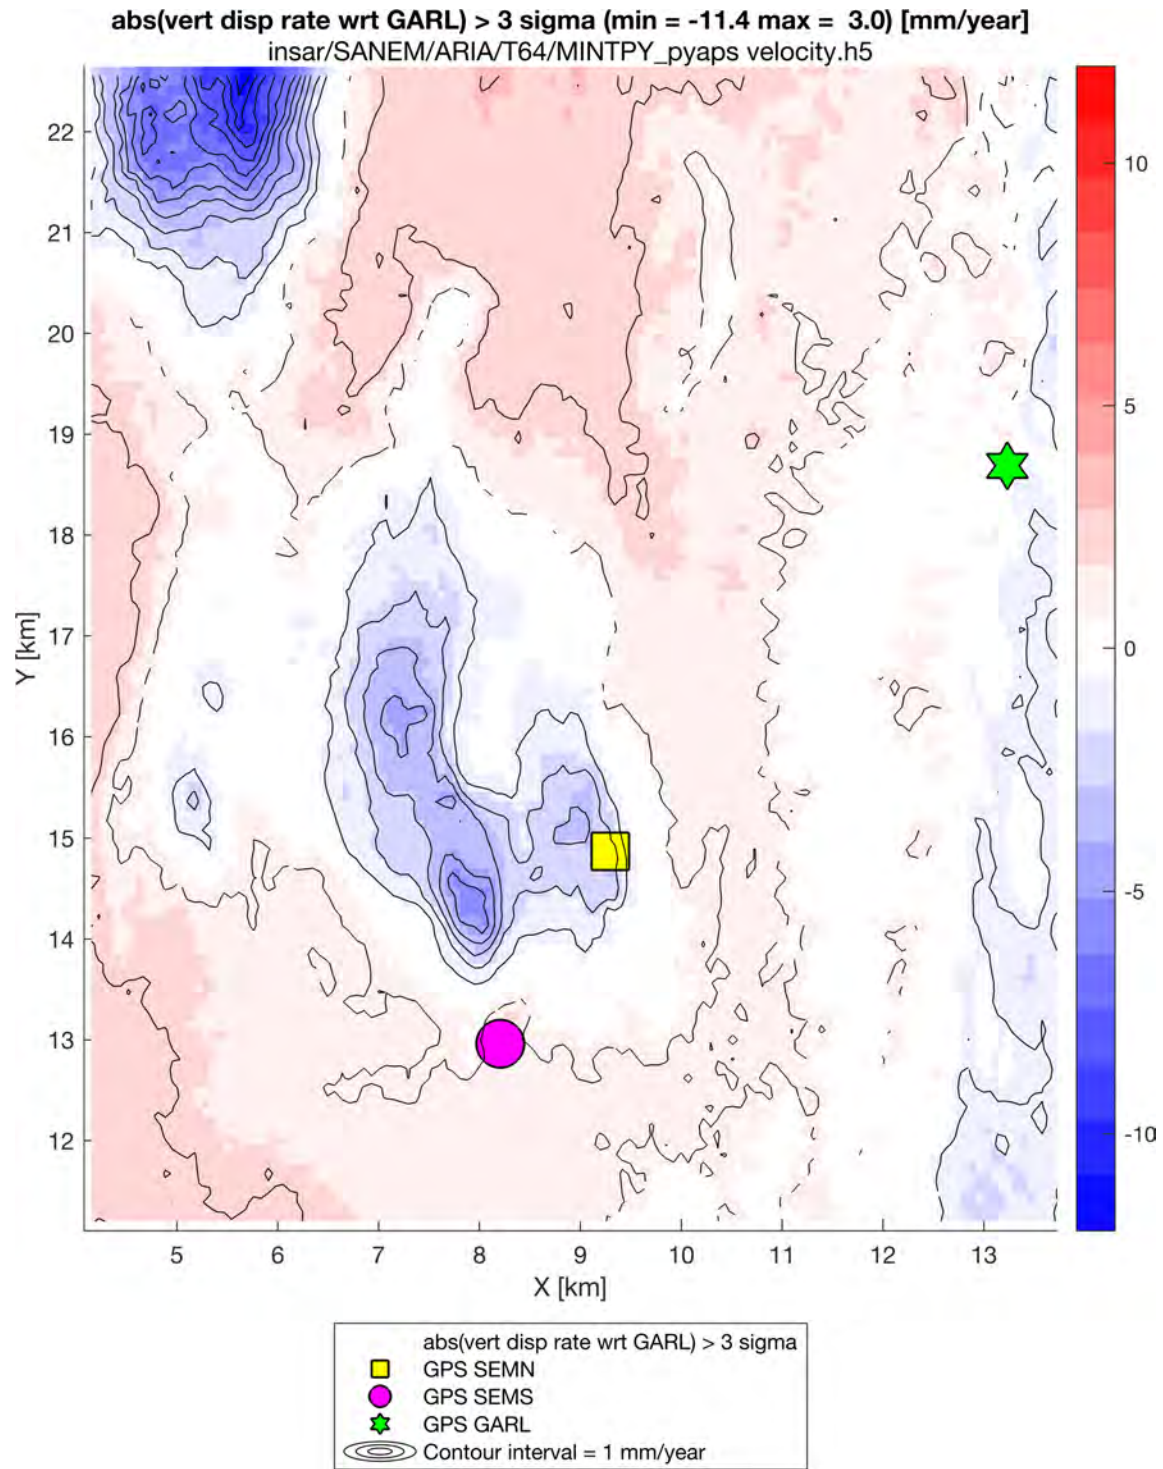 abs(vert disp rate wrt GARL) > 3 sigma (min = -11.4 max =  3.0) [mm/year]
insar/SANEM/ARIA/T64/MINTPY_pyaps velocity.h5
22
21
20
19
18
17
16
15
14
13
12
Y [km]
5 6 7 8 9 10 11 12 13
X [km]
10
5
0
-5
-10
abs(vert disp rate wrt GARL) > 3 sigma
GPS SEMN
GPS SEMS
GPS GARL
Contour interval = 1 mm/year